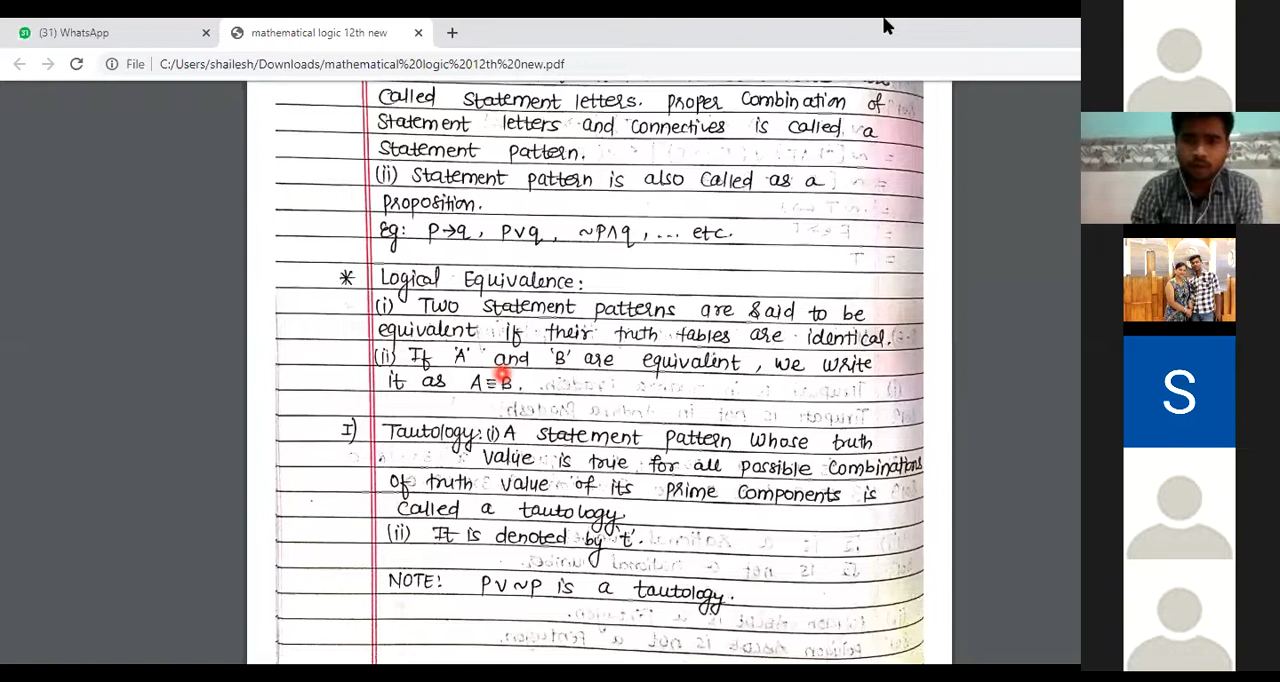 (31) WhatsApp
mathematical logic 12th new
File C:/Users/shailesh/Downloads/mathematical%20logic%2012th%20new.pdf
called statement letters. proper combination of
statement letters and connectives is called a
statement pattern.
(ii) Statement pattern is also called as a
proposition.
Eg: p→q, p∨q, ~p∧q, ... etc.
* Logical Equivalence:
(i) Two statement patterns are said to be
equivalent if their truth tables are identical.
(ii) If 'A' and 'B' are equivalent, we write
it as A≡B.
I) Tautology: (i) A statement pattern whose truth
value is true for all possible combinations
of truth value of its prime components is
called a tautology.
(ii) It is denoted by 't'.
NOTE: p∨~p is a tautology.
S